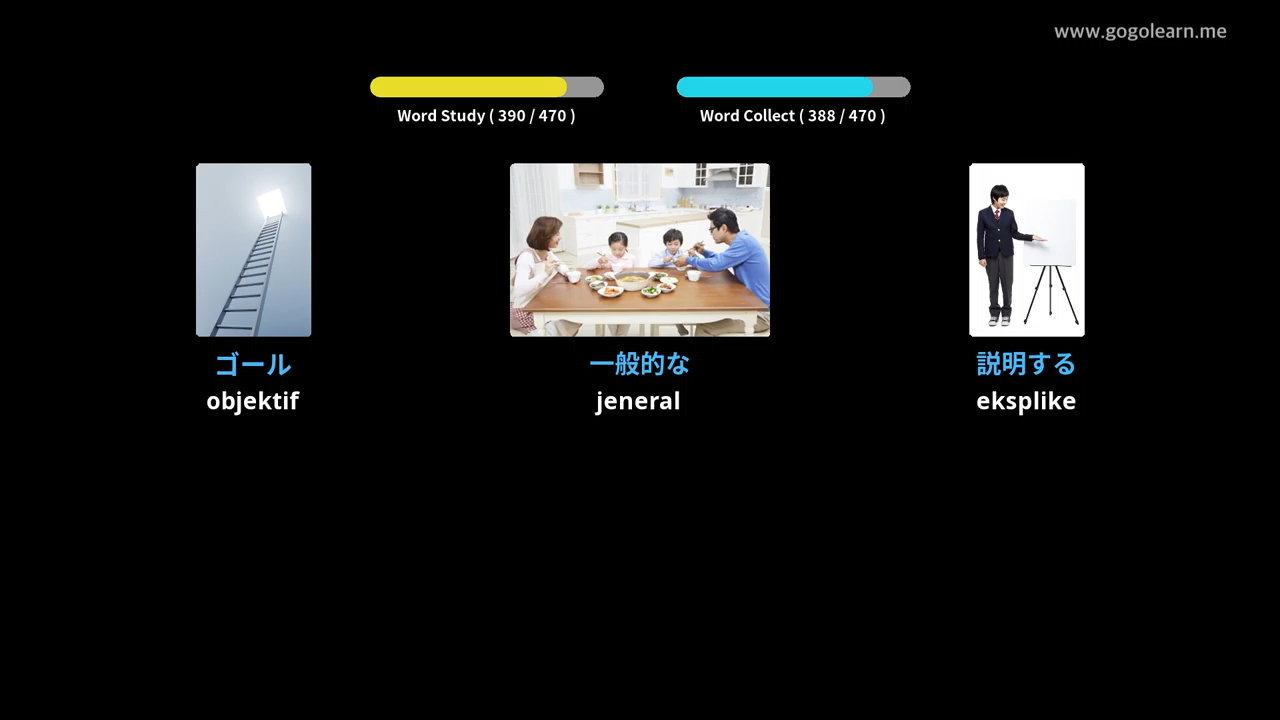 www.gogolearn.me
Word Study ( 390 / 470 )
Word Collect ( 388 / 470 )
ゴール
一般的な
説明する
objektif
jeneral
eksplike